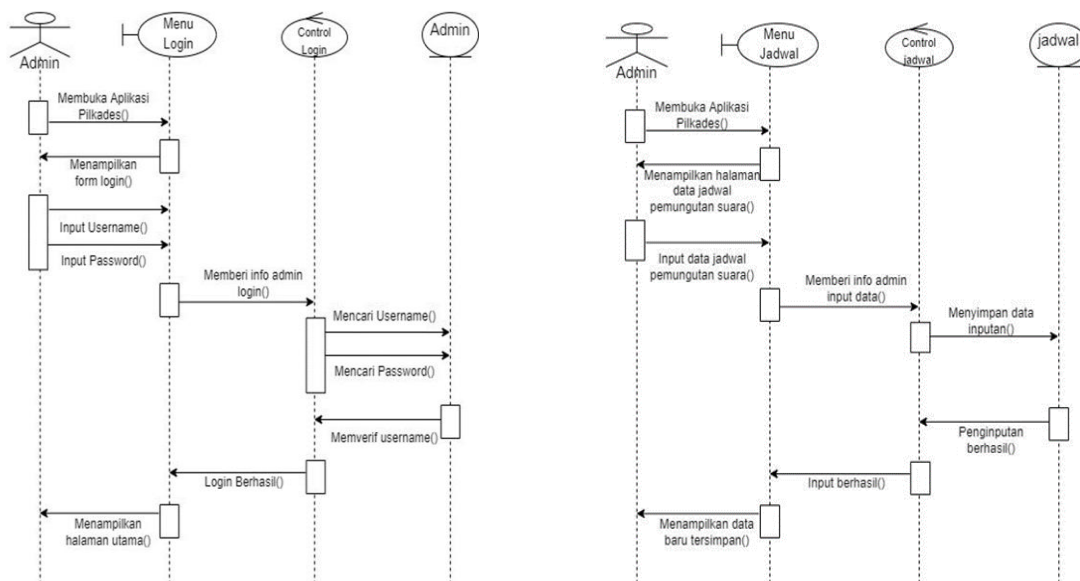 Menu
Login
Control
Login
Admin
Admin
Membuka Aplikasi
Pilkades()
Menampilkan
form login()
Input Username()
Input Password()
Memberi info admin
login()
Mencari Username()
Mencari Password()
Memverif username()
Login Berhasil()
Menampilkan
halaman utama()
Menu
Jadwal
Control
jadwal
jadwal
Admin
Membuka Aplikasi
Pilkades()
Menampilkan halaman
data jadwal
pemungutan suara()
Input data jadwal
pemungutan suara()
Memberi info admin
input data()
Menyimpan data
inputan()
Penginputan
berhasil()
Input berhasil()
Menampilkan data
baru tersimpan()